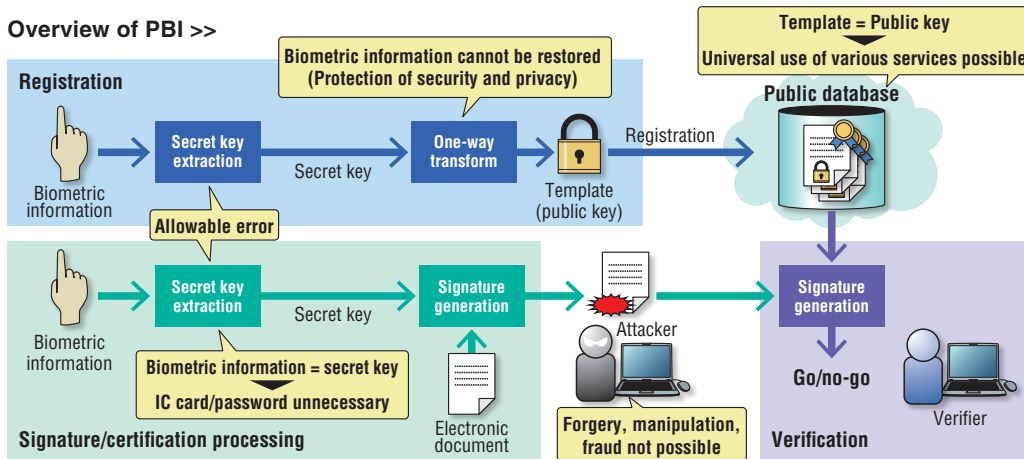 Overview of PBI >>
Template = Public key
Universal use of various services possible
Biometric information cannot be restored
(Protection of security and privacy)
Registration
Public database
Biometric
information
Secret key
extraction
Secret key
One-way
transform
Template
(public key)
Registration
Allowable error
Biometric
information
Secret key
extraction
Secret key
Signature
generation
Attacker
Signature
generation
Biometric information = secret key
IC card/password unnecessary
Electronic
document
Forgery, manipulation,
fraud not possible
Go/no-go
Verifier
Signature/certification processing
Verification